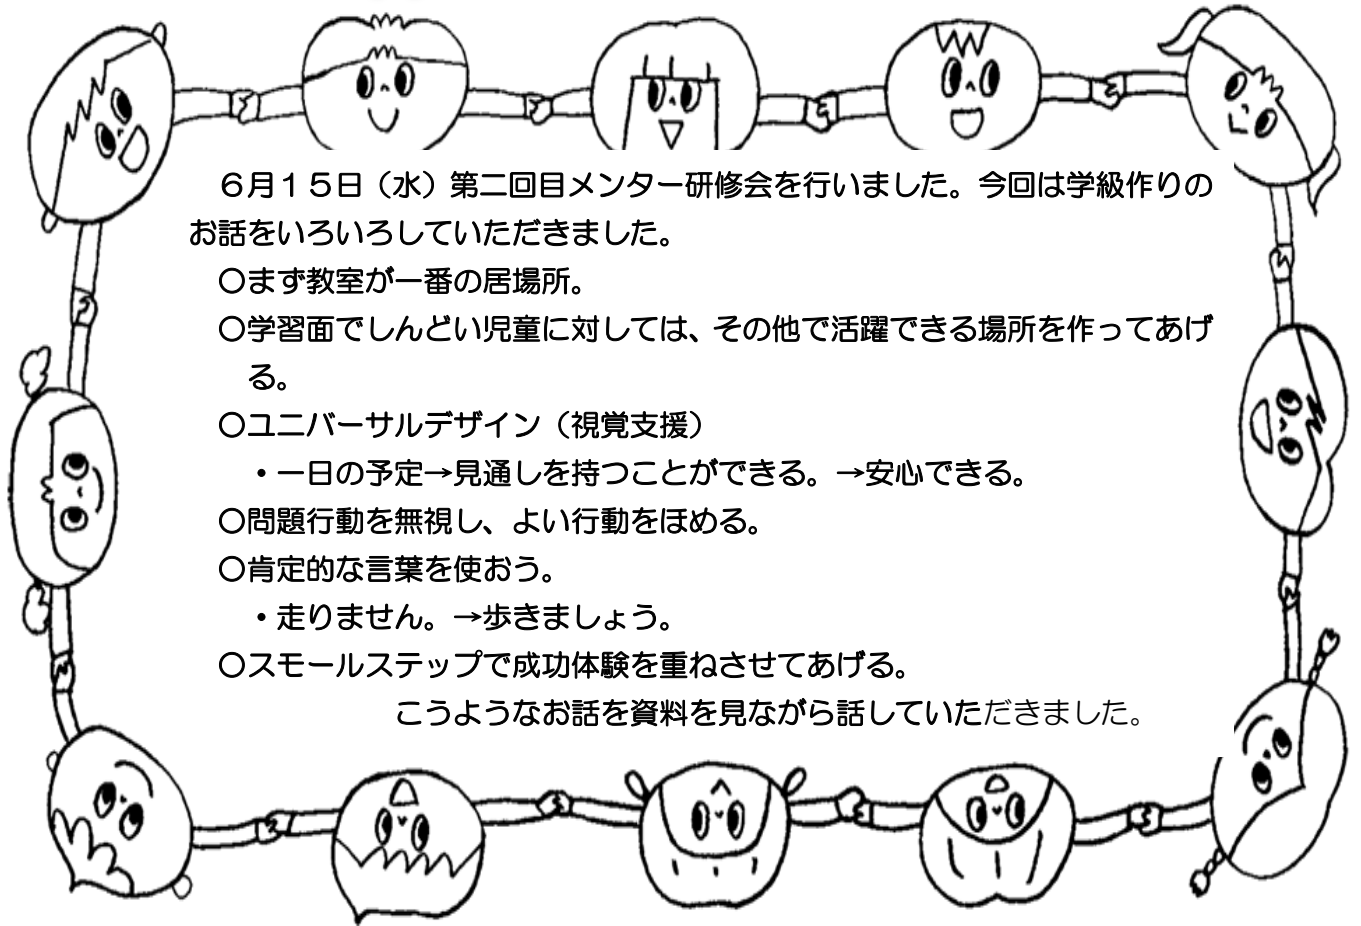 ６月１５日（水）第二回目メンター研修会を行いました。今回は学級作りの
お話をいろいろしていただきました。
○まず教室が一番の居場所。
○学習面でしんどい児童に対しては、その他で活躍できる場所を作ってあげ
る。
○ユニバーサルデザイン（視覚支援）
・一日の予定→見通しを持つことができる。→安心できる。
○問題行動を無視し、よい行動をほめる。
○肯定的な言葉を使おう。
・走りません。→歩きましょう。
○スモールステップで成功体験を重ねさせてあげる。
こうようなお話を資料を見ながら話していただきました。